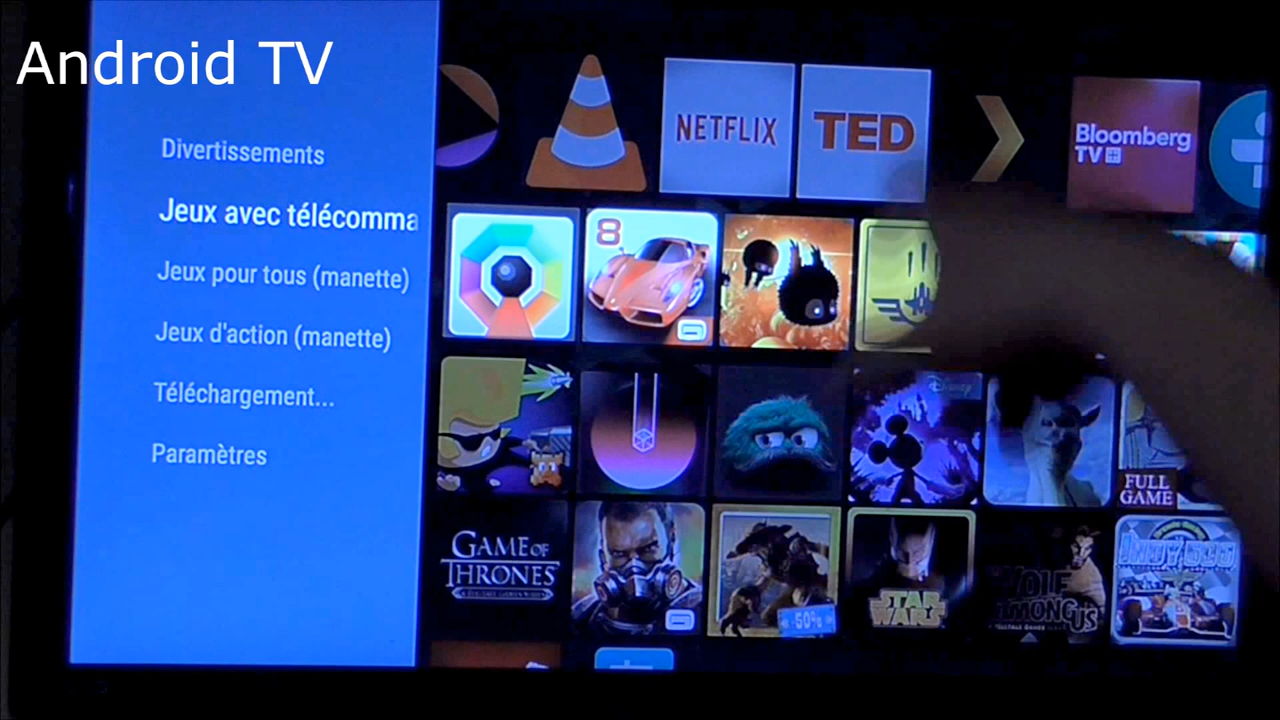 Android TV
Divertissements
Jeux avec télécomma
Jeux pour tous (manette)
Jeux d'action (manette)
Téléchargement...
Paramètres
NETFLIX
TED
Bloomberg
TV
8
Disney
FULL
GAME
GAME OF
THRONES
-50%
STAR
WARS
WOLF
AMONG US